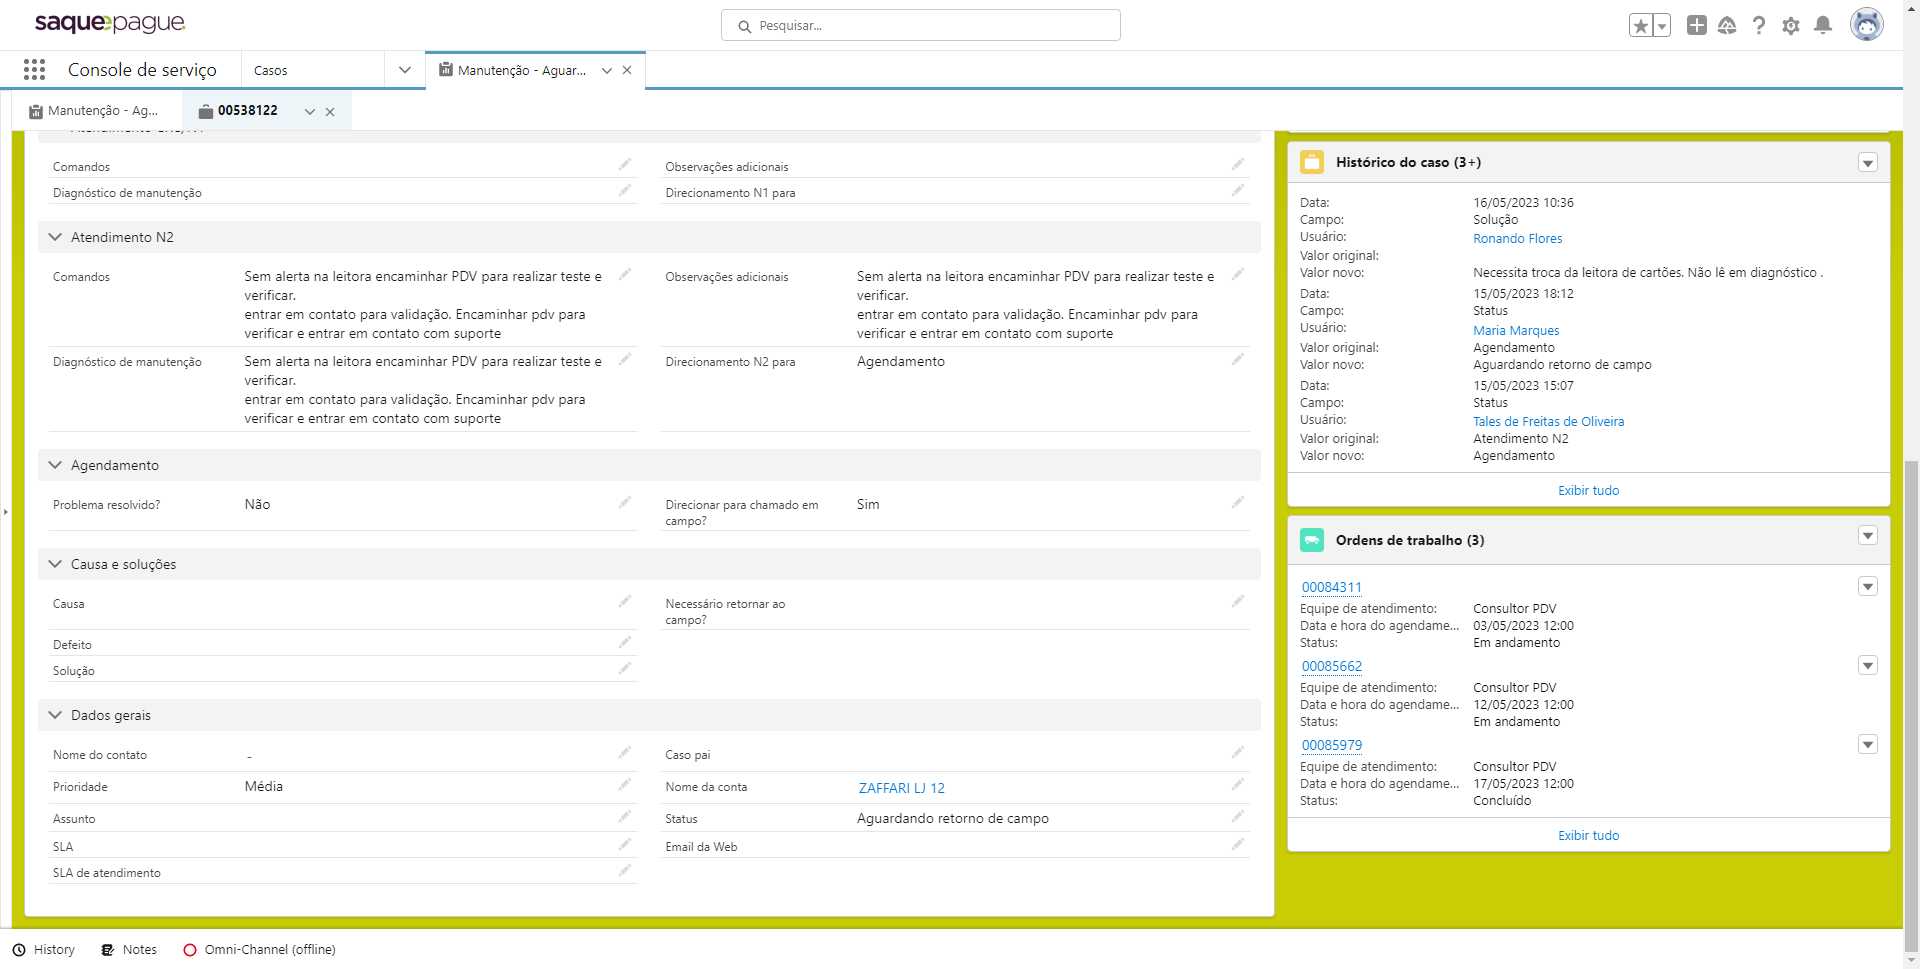 saquepague
Pesquisar...
Console de serviço
Casos
Manutenção - Aguar...
Manutenção - Ag...
00538122
Comandos
Observações adicionais
Diagnóstico de manutenção
Direcionamento N1 para
Atendimento N2
Comandos
Sem alerta na leitora encaminhar PDV para realizar teste e
verificar.
entrar em contato para validação. Encaminhar pdv para
verificar e entrar em contato com suporte
Observações adicionais
Sem alerta na leitora encaminhar PDV para realizar teste e
verificar.
entrar em contato para validação. Encaminhar pdv para
verificar e entrar em contato com suporte
Diagnóstico de manutenção
Sem alerta na leitora encaminhar PDV para realizar teste e
verificar.
entrar em contato para validação. Encaminhar pdv para
verificar e entrar em contato com suporte
Direcionamento N2 para
Agendamento
Agendamento
Problema resolvido?
Não
Direcionar para chamado em
campo?
Sim
Causa e soluções
Causa
Necessário retornar ao
campo?
Defeito
Solução
Dados gerais
Nome do contato
-
Caso pai
Prioridade
Média
Nome da conta
ZAFFARI LJ 12
Assunto
Status
Aguardando retorno de campo
SLA
Email da Web
SLA de atendimento
Histórico do caso (3+)
Data: 16/05/2023 10:36
Campo: Solução
Usuário: Ronando Flores
Valor original:
Valor novo: Necessita troca da leitora de cartões. Não lê em diagnóstico .
Data: 15/05/2023 18:12
Campo: Status
Usuário: Maria Marques
Valor original: Agendamento
Valor novo: Aguardando retorno de campo
Data: 15/05/2023 15:07
Campo: Status
Usuário: Tales de Freitas de Oliveira
Valor original: Atendimento N2
Valor novo: Agendamento
Exibir tudo
Ordens de trabalho (3)
00084311
Equipe de atendimento: Consultor PDV
Data e hora do agendame... 03/05/2023 12:00
Status: Em andamento
00085662
Equipe de atendimento: Consultor PDV
Data e hora do agendame... 12/05/2023 12:00
Status: Em andamento
00085979
Equipe de atendimento: Consultor PDV
Data e hora do agendame... 17/05/2023 12:00
Status: Concluído
Exibir tudo
History
Notes
Omni-Channel (offline)